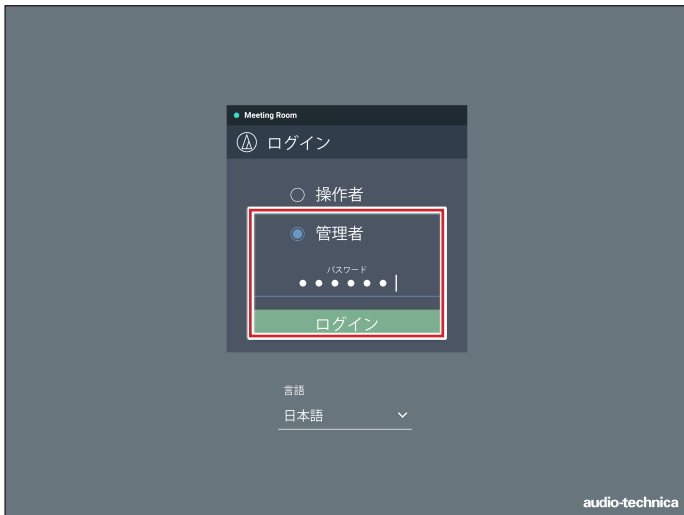 Meeting Room
ログイン
操作者
管理者
パスワード
ログイン
言語
日本語
audio-technica